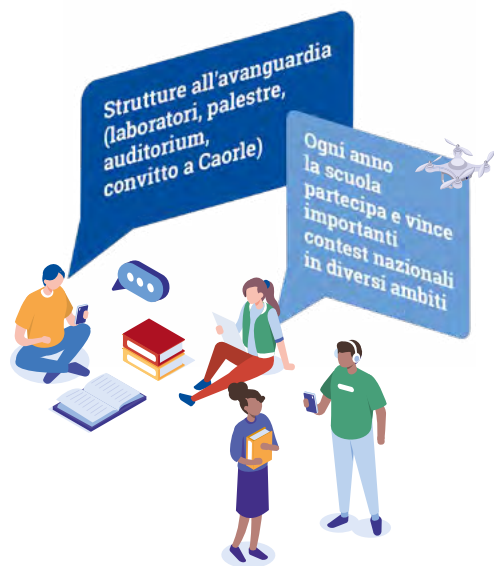 Strutture all'avanguardia
(laboratori, palestre,
auditorium,
convitto a Caorle)
Ogni anno
la scuola
partecipa e vince
importanti
contest nazionali
in diversi ambiti